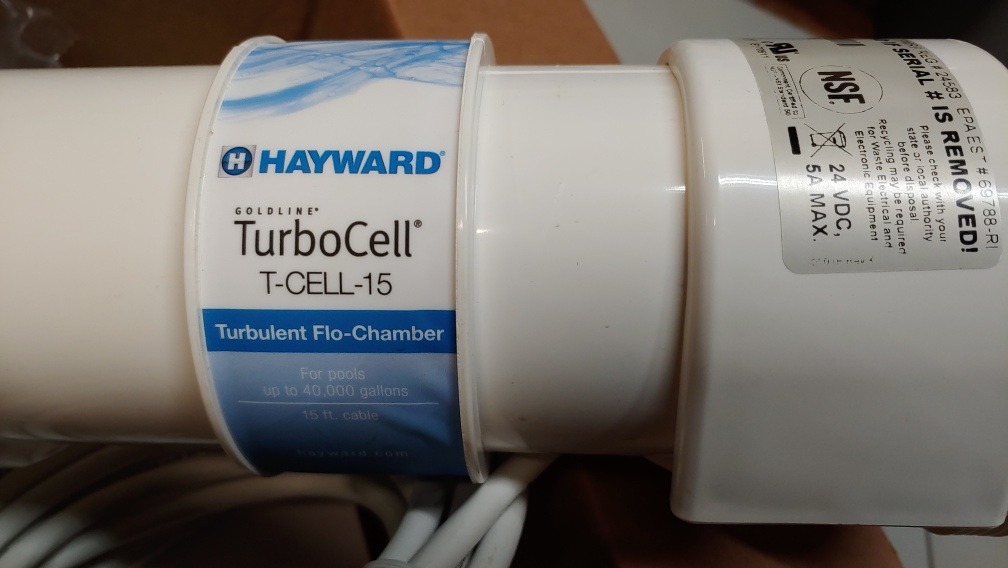 HAYWARD®
GOLDLINE®
TurboCell®
T-CELL-15
Turbulent Flo-Chamber
For pools
up to 40,000 gallons
15 ft. cable
hayward.com
EPA EST # 69788-R1
SERIAL # IS REMOVED!
Please check with your
state or local authority
before disposal.
Recycling may be required
for Waste Electrical and
Electronic Equipment
NSF.
24 VDC,
5A MAX.